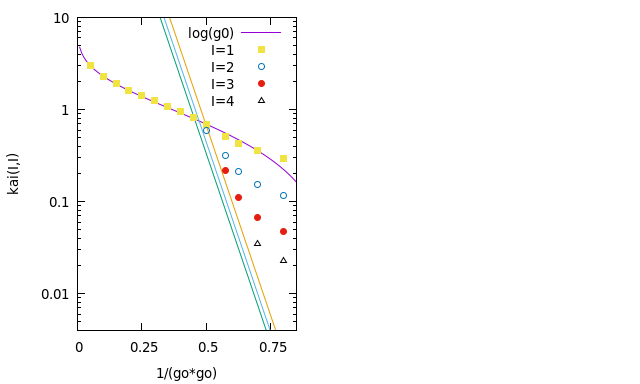 10
1
0.1
0.01
kai(I,I)
log(g0)
I=1
I=2
I=3
I=4
0 0.25 0.5 0.75
1/(go*go)